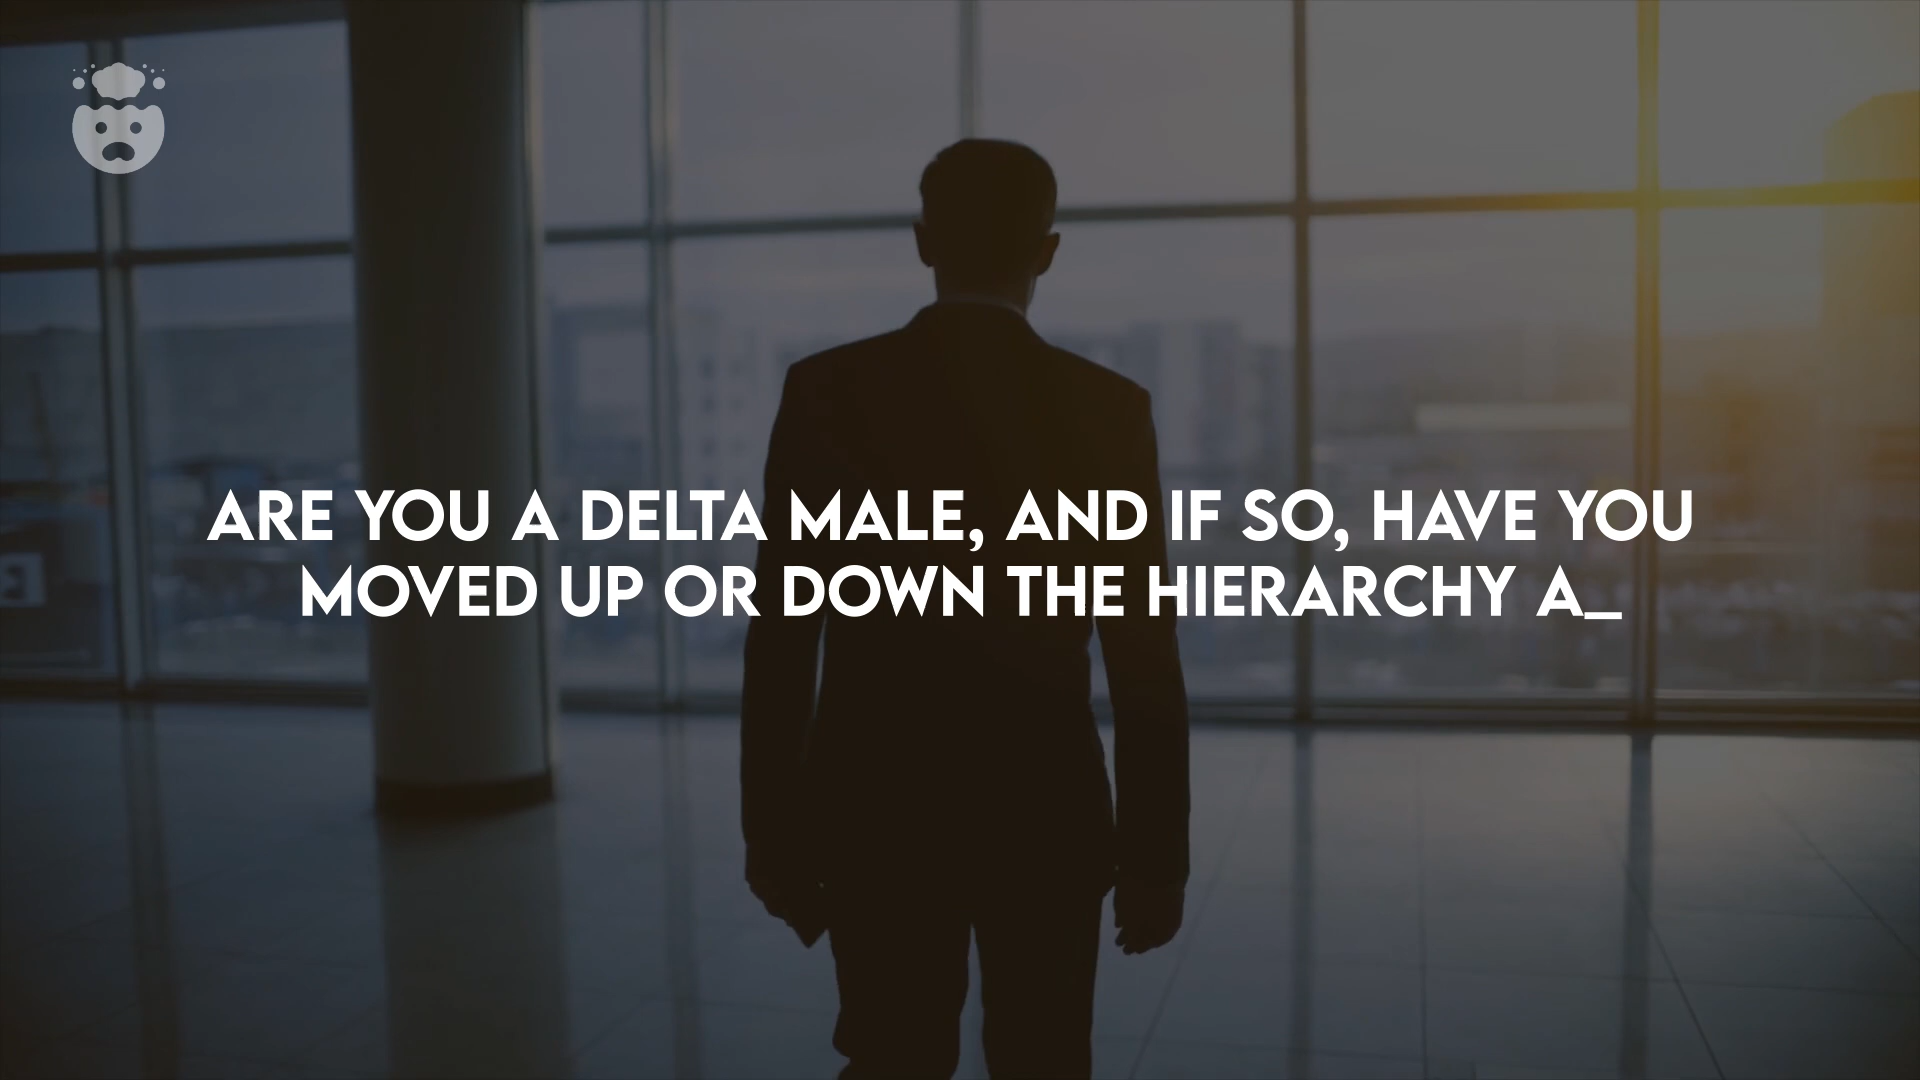 ARE YOU A DELTA MALE, AND IF SO, HAVE YOU
MOVED UP OR DOWN THE HIERARCHY A_